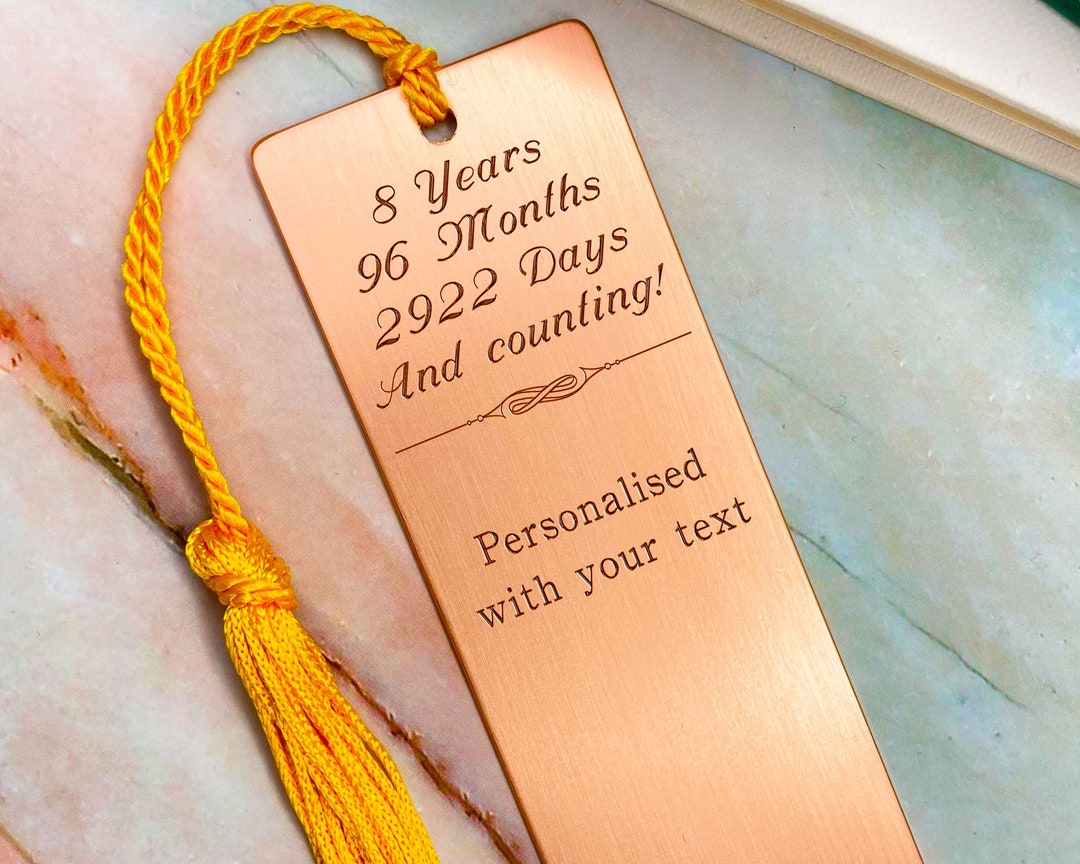 8 Years
96 Months
2922 Days
And counting!
Personalised
with your text